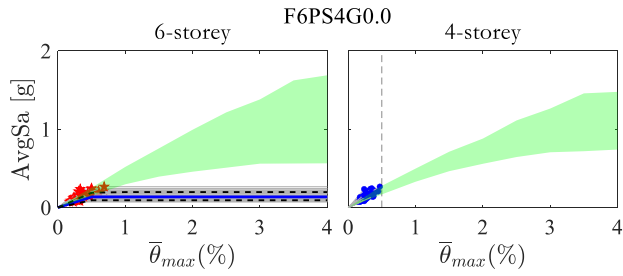 F6PS4G0.0
6-storey
4-storey
AvgSa [g]
2
1
0
0 1 2 3 4
0 1 2 3 4
θ̅max(%)
θ̅max(%)